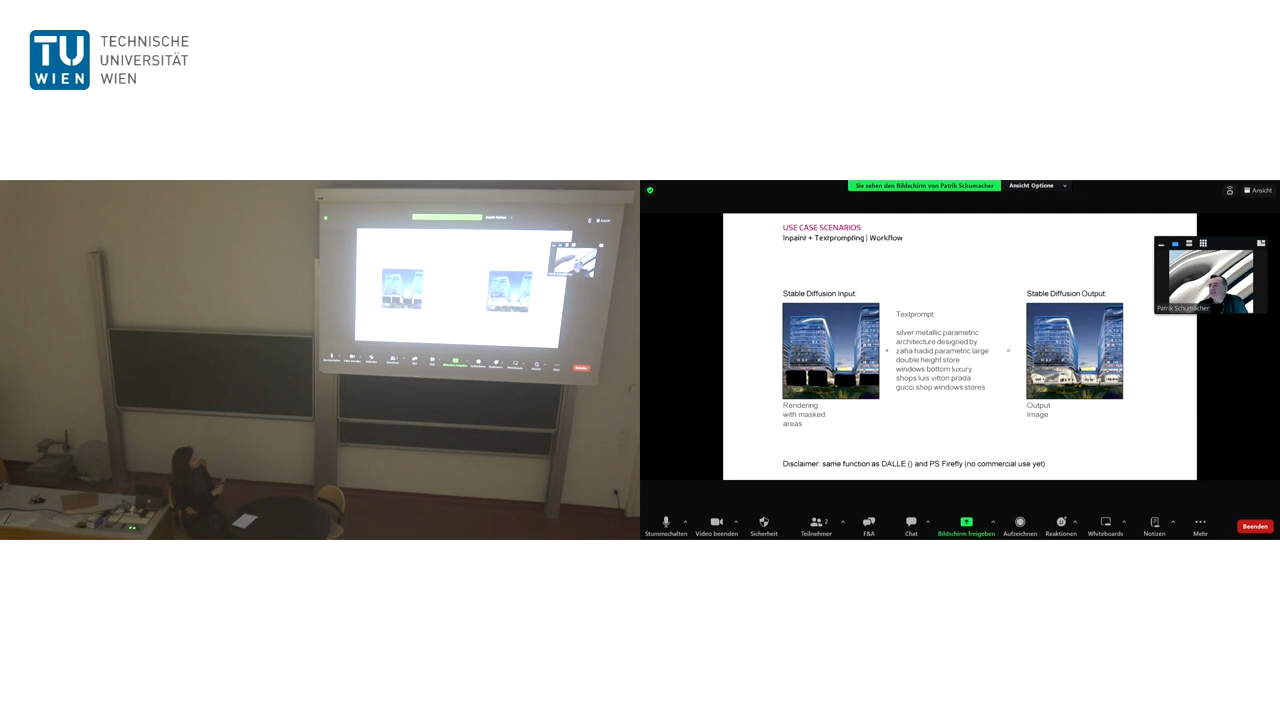 TU
WIEN
TECHNISCHE
UNIVERSITÄT
WIEN
Sie sehen den Bildschirm von Patrik Schumacher
Ansicht Optione
Ansicht
USE CASE SCENARIOS
Inpaint + Textprompting | Workflow
Stable Diffusion Input:
Textprompt:
silver metallic parametric
architecture designed by
zaha hadid parametric large
double height store
windows bottom luxury
shops luis vitton prada
gucci shop windows stores
+
=
Stable Diffusion Output:
Rendering
with masked
areas
Output
Image
Disclaimer: same function as DALLE () and PS Firefly (no commercial use yet)
Patrik Schumacher
Stummschalten
Video beenden
Sicherheit
2
Teilnehmer
F&A
Chat
Bildschirm freigeben
Aufzeichnen
Reaktionen
Whiteboards
Notizen
Mehr
Beenden